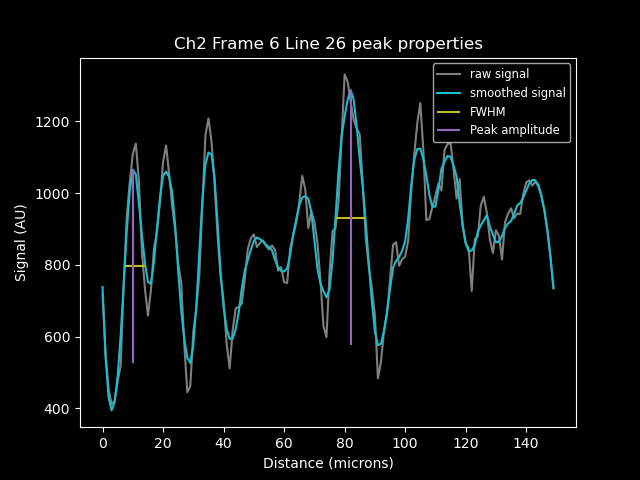 Ch2 Frame 6 Line 26 peak properties
raw signal
smoothed signal
FWHM
Peak amplitude
Signal (AU)
1200
1000
800
600
400
0 20 40 60 80 100 120 140
Distance (microns)